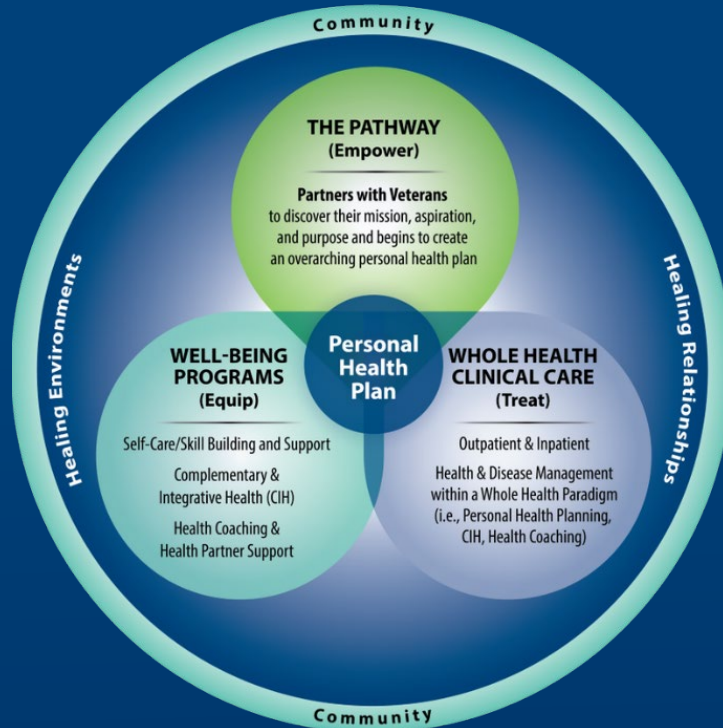 Community
THE PATHWAY
(Empower)
Partners with Veterans
to discover their mission, aspiration,
and purpose and begins to create
an overarching personal health plan
Healing Environments
Healing Relationships
Personal
Health
Plan
WELL-BEING
PROGRAMS
(Equip)
Self-Care/Skill Building and Support
Complementary &
Integrative Health (CIH)
Health Coaching &
Health Partner Support
WHOLE HEALTH
CLINICAL CARE
(Treat)
Outpatient & Inpatient
Health & Disease Management
within a Whole Health Paradigm
(i.e., Personal Health Planning,
CIH, Health Coaching)
Community